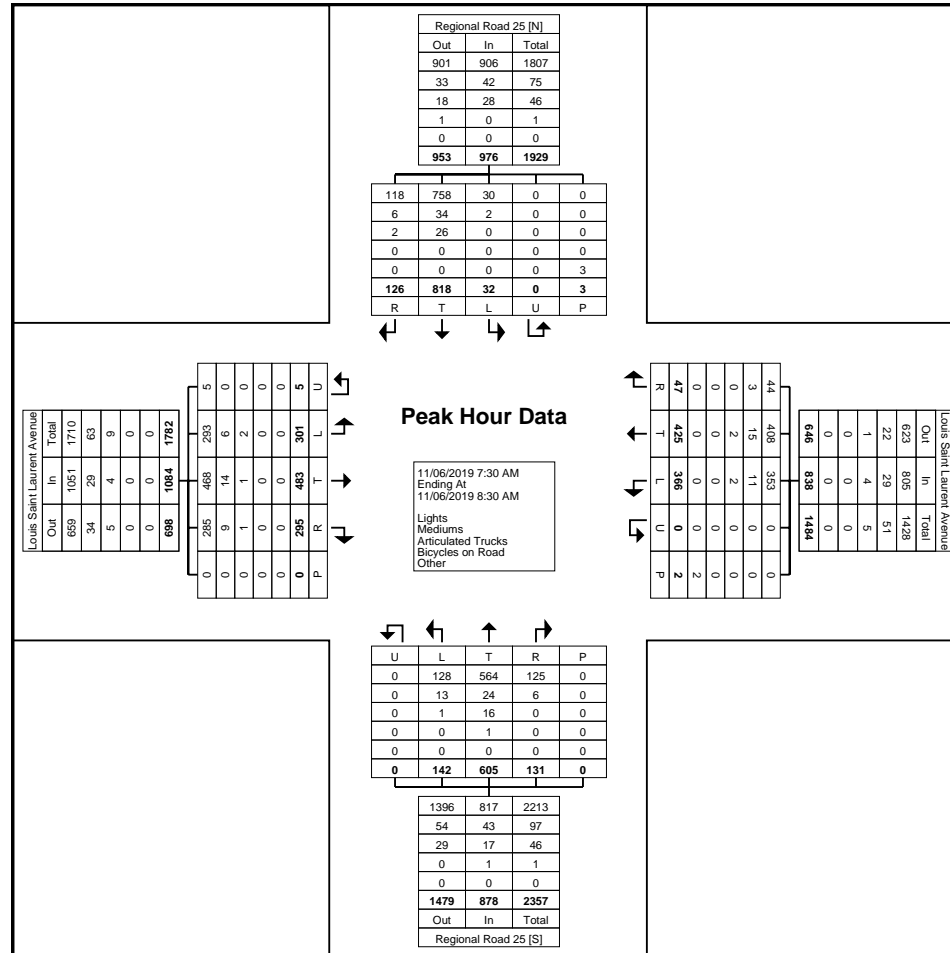 Regional Road 25 [N]
Out In Total
901 906 1807
33 42 75
18 28 46
1 0 1
0 0 0
953 976 1929
118 758 30 0 0
6 34 2 0 0
2 26 0 0 0
0 0 0 0 0
0 0 0 0 3
126 818 32 0 3
R T L U P
Louis Saint Laurent Avenue
Total 1710 63 9 0 0 1782
In 1051 29 4 0 0 1084
Out 659 34 5 0 0 698
5 0 0 0 0 5 U
293 6 2 0 0 301 L
468 14 1 0 0 483 T
285 9 1 0 0 295 R
0 0 0 0 0 0 P
Peak Hour Data
11/06/2019 7:30 AM
Ending At
11/06/2019 8:30 AM
Lights
Mediums
Articulated Trucks
Bicycles on Road
Other
R 47 0 0 0 3 44
T 425 0 0 2 15 408
L 366 0 0 2 11 353
U 0 0 0 0 0 0
P 2 2 0 0 0 0
Louis Saint Laurent Avenue
646 0 0 1 22 623 Out
838 0 0 4 29 805 In
1484 0 0 5 51 1428 Total
U L T R P
0 128 564 125 0
0 13 24 6 0
0 1 16 0 0
0 0 1 0 0
0 0 0 0 0
0 142 605 131 0
1396 817 2213
54 43 97
29 17 46
0 1 1
0 0 0
1479 878 2357
Out In Total
Regional Road 25 [S]